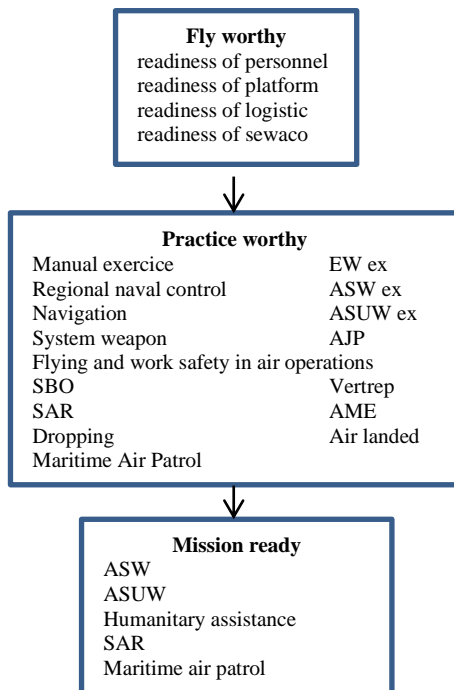 Fly worthy
readiness of personnel
readiness of platform
readiness of logistic
readiness of sewaco
Practice worthy
Manual exercice EW ex
Regional naval control ASW ex
Navigation ASUW ex
System weapon AJP
Flying and work safety in air operations
SBO Vertrep
SAR AME
Dropping Air landed
Maritime Air Patrol
Mission ready
ASW
ASUW
Humanitary assistance
SAR
Maritime air patrol